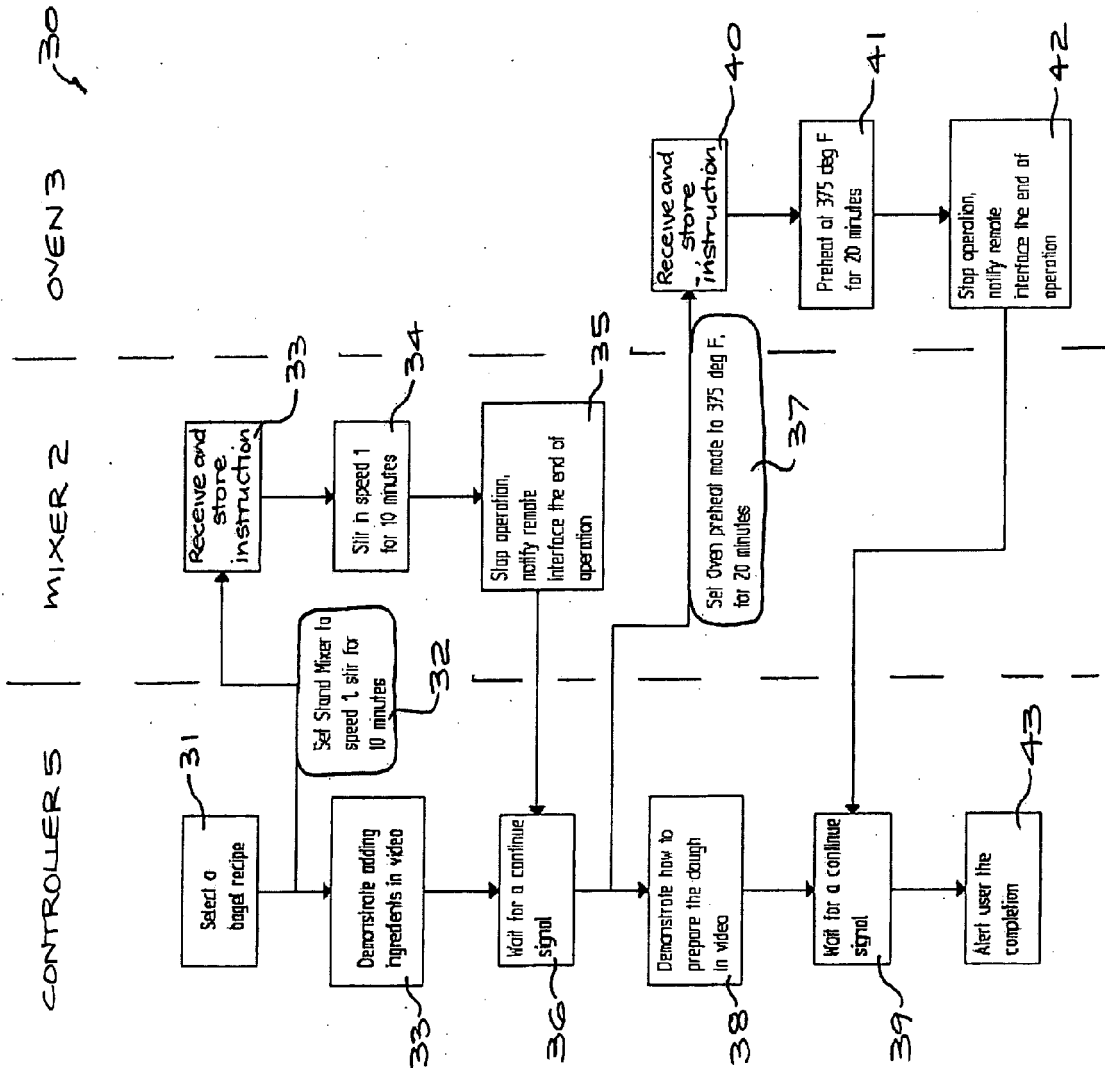 CONTROLLER 5
MIXER 2
OVEN 3
30
Select a
bagel recipe
31
Set Stand Mixer to
speed 1, stir for
10 minutes
32
Receive and
store
instruction
33
Demonstrate adding
ingredients in video
33
Stir in speed 1
for 10 minutes
34
Stop operation,
notify remote
interface the end of
operation
35
Wait for a continue
signal
36
Set Oven preheat mode to 375 deg F,
for 20 minutes
37
Receive and
store
instruction
40
Demonstrate how to
prepare the dough
in video
38
Preheat at 375 deg F
for 20 minutes
41
Wait for a continue
signal
39
Stop operation,
notify remote
interface the end of
operation
42
Alert user the
completion
43